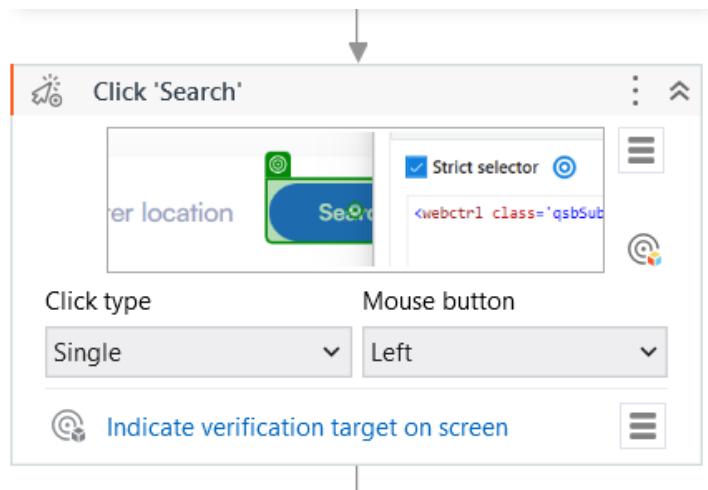 Click 'Search'
Strict selector
er location
Searc
<webctrl class='qsbSub
Click type
Mouse button
Single
Left
Indicate verification target on screen